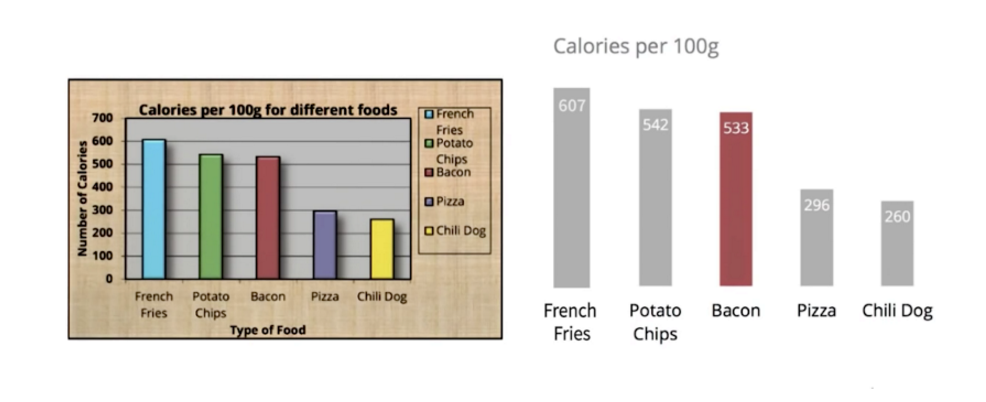 Calories per 100g for different foods
Number of Calories
700
600
500
400
300
200
100
0
French
Fries
Potato
Chips
Bacon
Pizza
Chili Dog
Type of Food
French
Fries
Potato
Chips
Bacon
Pizza
Chili Dog
Calories per 100g
607
542
533
296
260
French
Fries
Potato
Chips
Bacon
Pizza
Chili Dog